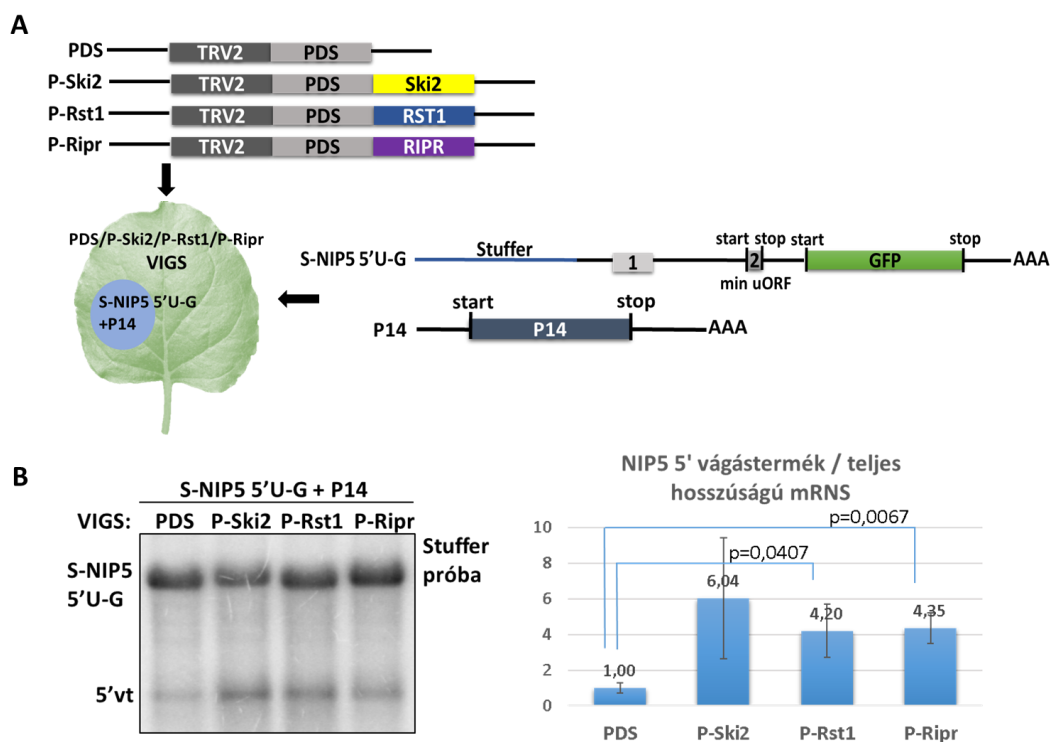 A
PDS TRV2 PDS
P-Ski2 TRV2 PDS Ski2
P-Rst1 TRV2 PDS RST1
P-Ripr TRV2 PDS RIPR
PDS/P-Ski2/P-Rst1/P-Ripr
VIGS
S-NIP5 5’U-G
+P14
start stop start stop
S-NIP5 5’U-G Stuffer 1 2 GFP AAA
min uORF
start stop
P14 P14 AAA
B
S-NIP5 5’U-G + P14
VIGS: PDS P-Ski2 P-Rst1 P-Ripr
S-NIP5
5’U-G
Stuffer
próba
5’vt
NIP5 5' vágástermék / teljes
hosszúságú mRNS
p=0,0067
p=0,0407
10
8
6
4
2
0
1,00
6,04
4,20
4,35
PDS P-Ski2 P-Rst1 P-Ripr